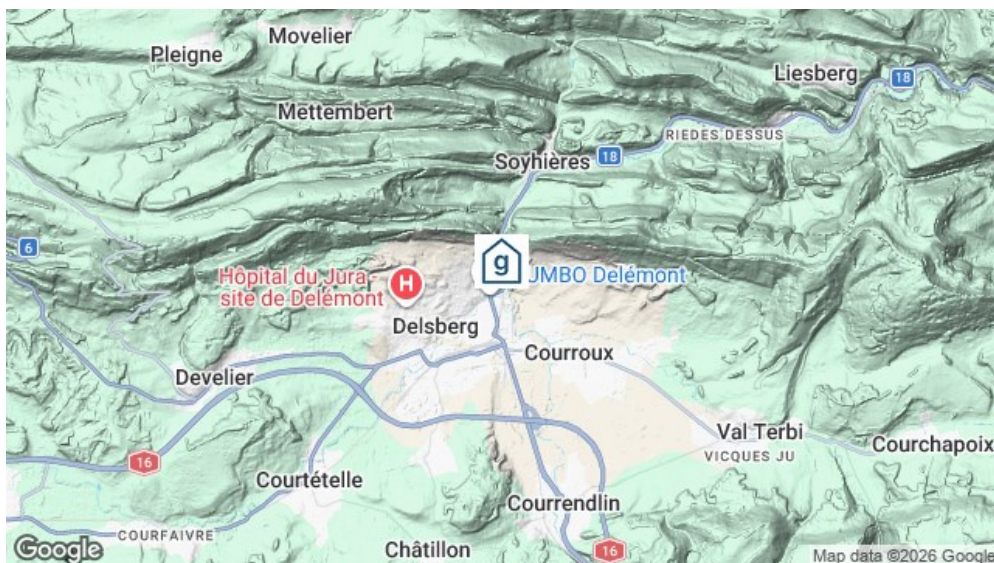 Movelier
Pleigne
Liesberg
18
Mettembert
RIEDES DESSUS
Soyhières
18
6
g
Hôpital du Jura -
site de Delémont
H
JMBO Delémont
Delsberg
Courroux
Develier
Val Terbi
VICQUES JU
Courchapoix
16
Courtételle
Courrendlin
COURFAIVRE
Châtillon
16
Google
Map data ©2026 Google